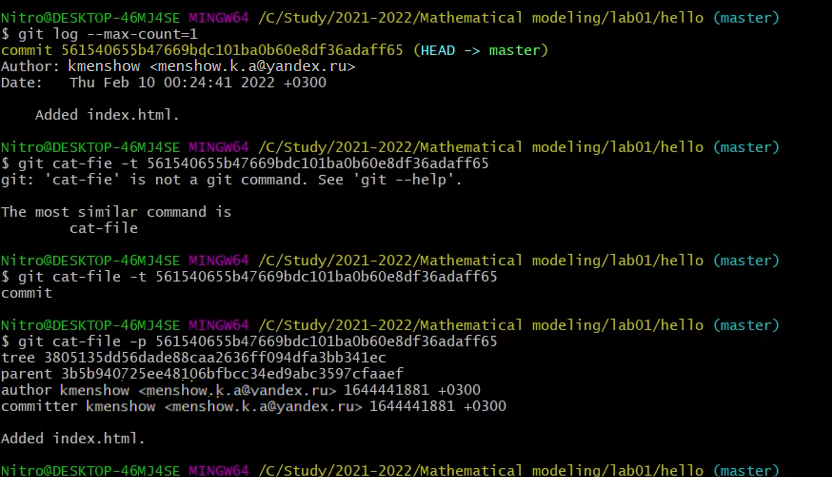 Nitro@DESKTOP-46MJ4SE MINGW64 /C/Study/2021-2022/Mathematical modeling/lab01/hello (master)
$ git log --max-count=1
commit 561540655b47669bdc101ba0b60e8df36adaff65 (HEAD -> master)
Author: kmenshow <menshow.k.a@yandex.ru>
Date:   Thu Feb 10 00:24:41 2022 +0300
    Added index.html.
Nitro@DESKTOP-46MJ4SE MINGW64 /C/Study/2021-2022/Mathematical modeling/lab01/hello (master)
$ git cat-fie -t 561540655b47669bdc101ba0b60e8df36adaff65
git: 'cat-fie' is not a git command. See 'git --help'.
The most similar command is
        cat-file
Nitro@DESKTOP-46MJ4SE MINGW64 /C/Study/2021-2022/Mathematical modeling/lab01/hello (master)
$ git cat-file -t 561540655b47669bdc101ba0b60e8df36adaff65
commit
Nitro@DESKTOP-46MJ4SE MINGW64 /C/Study/2021-2022/Mathematical modeling/lab01/hello (master)
$ git cat-file -p 561540655b47669bdc101ba0b60e8df36adaff65
tree 3805135dd56dade88caa2636ff094dfa3bb341ec
parent 3b5b940725ee48106bfbcc34ed9abc3597cfaaef
author kmenshow <menshow.k.a@yandex.ru> 1644441881 +0300
committer kmenshow <menshow.k.a@yandex.ru> 1644441881 +0300
Added index.html.
Nitro@DESKTOP-46MJ4SE MINGW64 /C/Study/2021-2022/Mathematical modeling/lab01/hello (master)